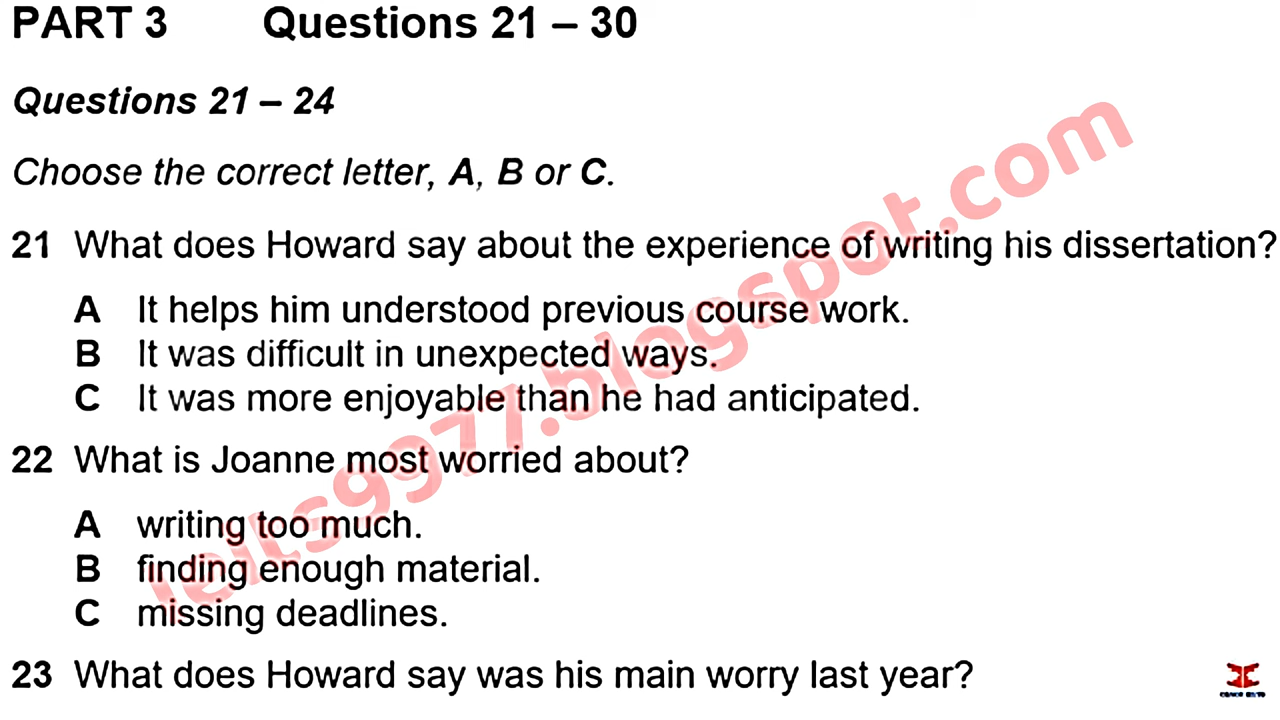 PART 3 Questions 21 – 30
Questions 21 – 24
Choose the correct letter, A, B or C.
21 What does Howard say about the experience of writing his dissertation?
A It helps him understood previous course work.
B It was difficult in unexpected ways.
C It was more enjoyable than he had anticipated.
22 What is Joanne most worried about?
A writing too much.
B finding enough material.
C missing deadlines.
23 What does Howard say was his main worry last year?
ielts9977.blogspot.com